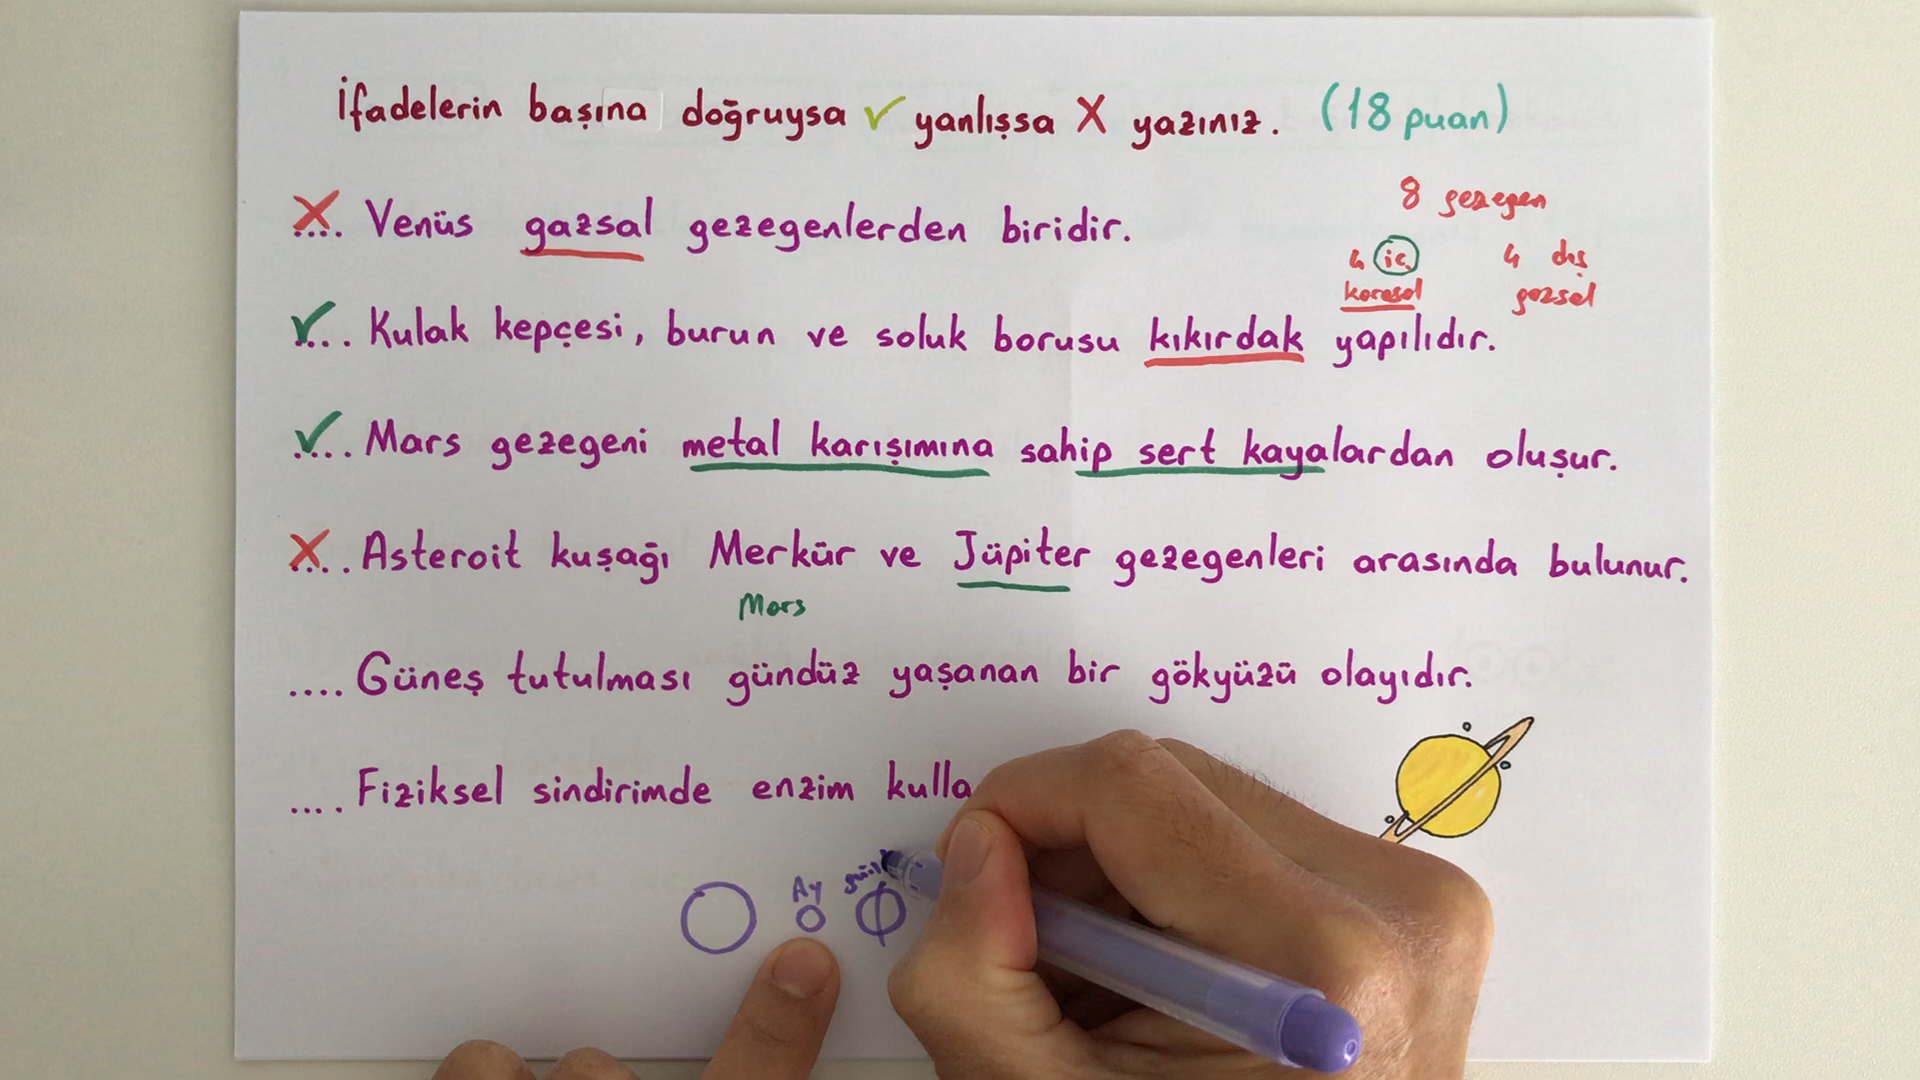 İfadelerin başına doğruysa ✓ yanlışsa X yazınız. (18 puan)
8 gezegen
4 iç 4 dış
karasal gazsal
X .... Venüs gazsal gezegenlerden biridir.
✓ .... Kulak kepçesi, burun ve soluk borusu kıkırdak yapılıdır.
✓ .... Mars gezegeni metal karışımına sahip sert kayalardan oluşur.
X .... Asteroit kuşağı Merkür ve Jüpiter gezegenleri arasında bulunur.
Mars
.... Güneş tutulması gündüz yaşanan bir gökyüzü olayıdır.
.... Fiziksel sindirimde enzim kulla
Ay